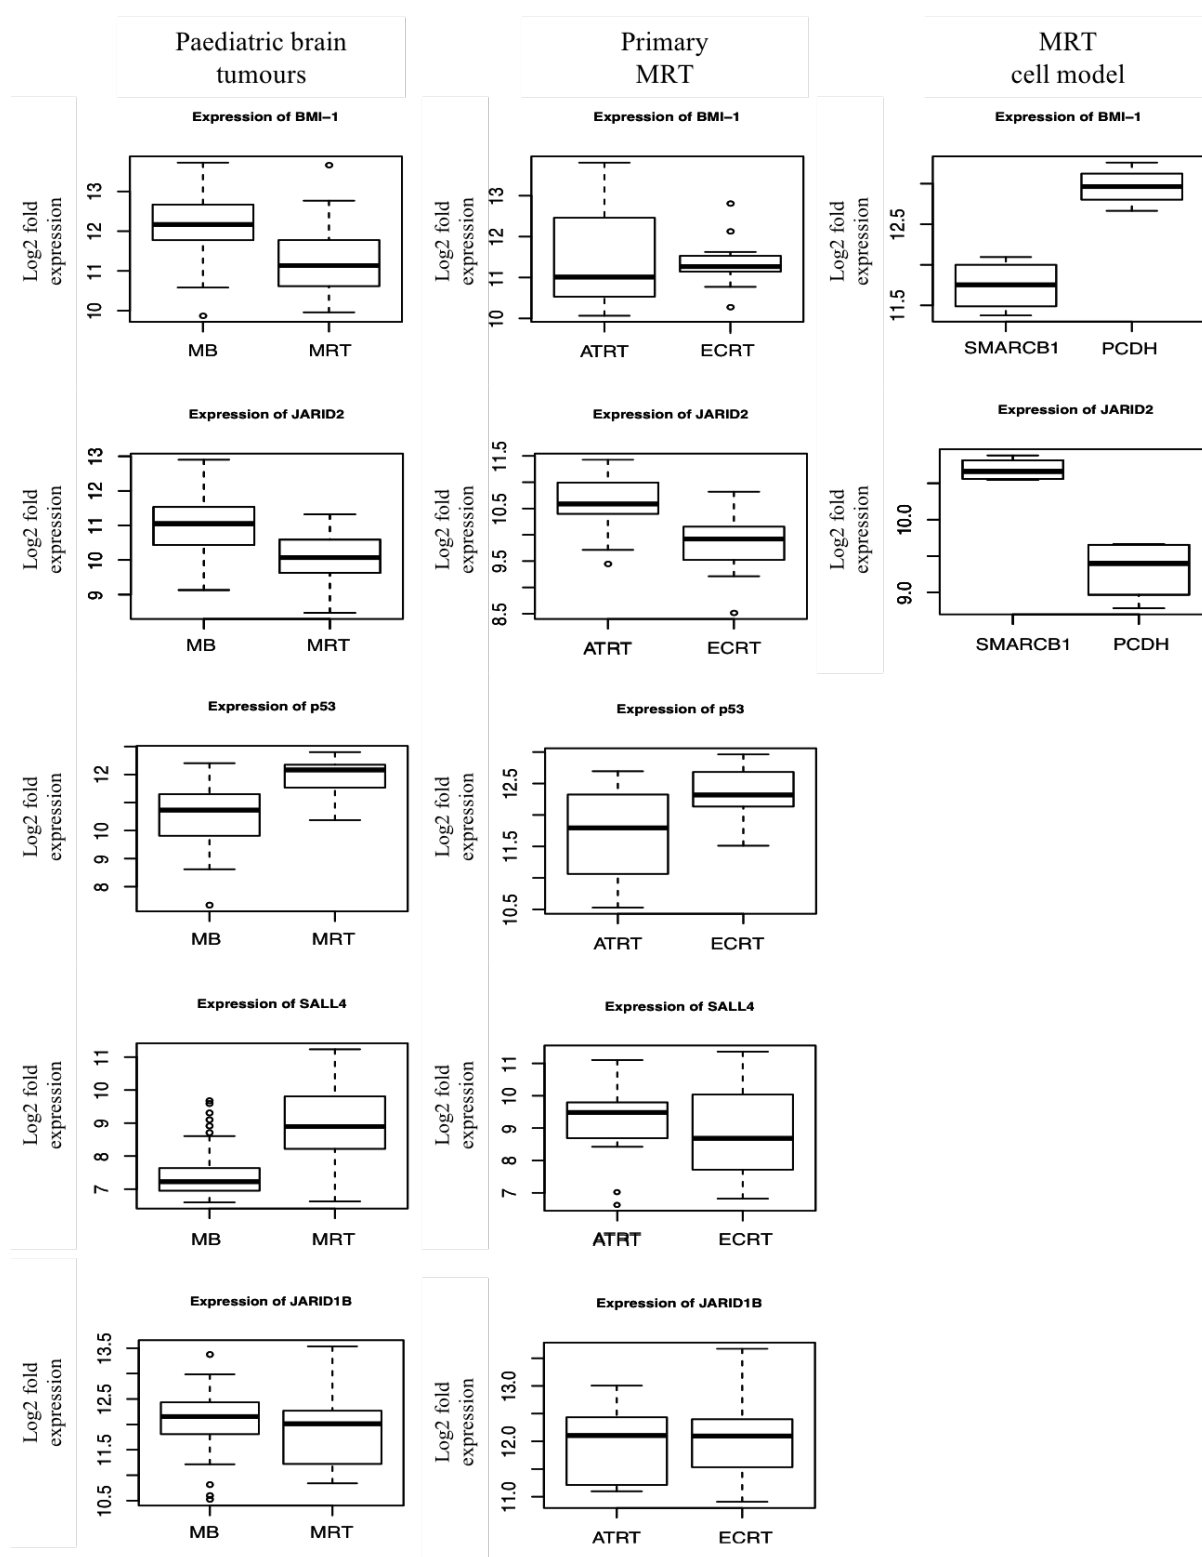 Paediatric brain
tumours
Primary
MRT
MRT
cell model
Log2 fold
expression
Expression of BMI−1
13
12
11
10
MB
MRT
Log2 fold
expression
Expression of BMI−1
13
12
11
10
ATRT
ECRT
Log2 fold
expression
Expression of BMI−1
12.5
11.5
SMARCB1
PCDH
Log2 fold
expression
Expression of JARID2
13
12
11
10
9
MB
MRT
Log2 fold
expression
Expression of JARID2
11.5
10.5
9.5
8.5
ATRT
ECRT
Log2 fold
expression
Expression of JARID2
10.0
9.0
SMARCB1
PCDH
Log2 fold
expression
Expression of p53
12
10
9
8
MB
MRT
Log2 fold
expression
Expression of p53
12.5
11.5
10.5
ATRT
ECRT
Log2 fold
expression
Expression of SALL4
11
10
9
8
7
MB
MRT
Log2 fold
expression
Expression of SALL4
11
10
9
8
7
ATRT
ECRT
Log2 fold
expression
Expression of JARID1B
13.5
12.5
11.5
10.5
MB
MRT
Log2 fold
expression
Expression of JARID1B
13.0
12.0
11.0
ATRT
ECRT